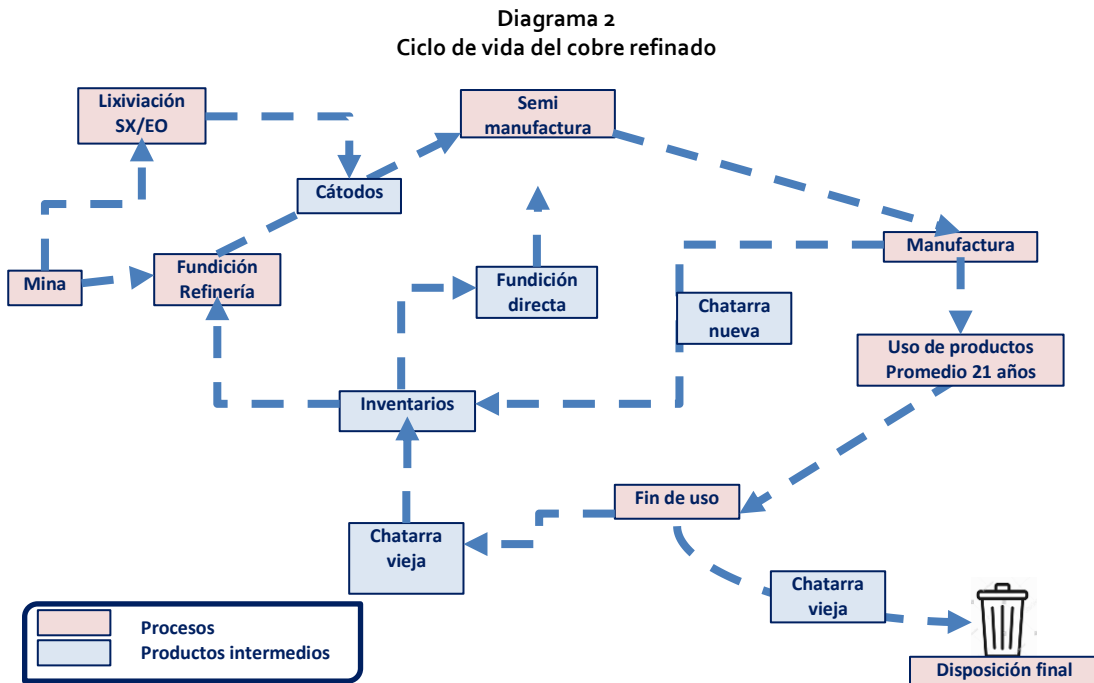 Diagrama 2
Ciclo de vida del cobre refinado
Lixiviación
SX/EO
Semi
manufactura
Cátodos
Manufactura
Mina
Fundición
Refinería
Fundición
directa
Chatarra
nueva
Uso de productos
Promedio 21 años
Inventarios
Fin de uso
Chatarra
vieja
Chatarra
vieja
Procesos
Productos intermedios
Disposición final